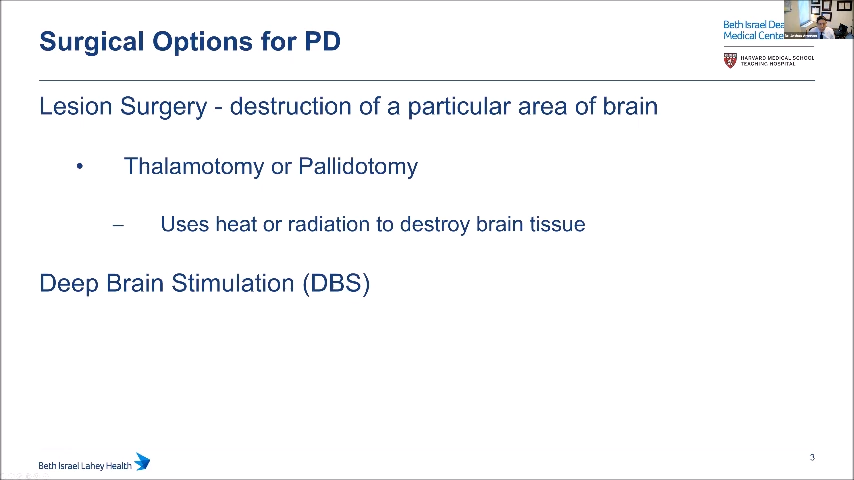 Surgical Options for PD
Beth Israel Dea
Medical Cente
HARVARD MEDICAL SCHOOL
TEACHING HOSPITAL
Lesion Surgery - destruction of a particular area of brain
• Thalamotomy or Pallidotomy
– Uses heat or radiation to destroy brain tissue
Deep Brain Stimulation (DBS)
Beth Israel Lahey Health
3